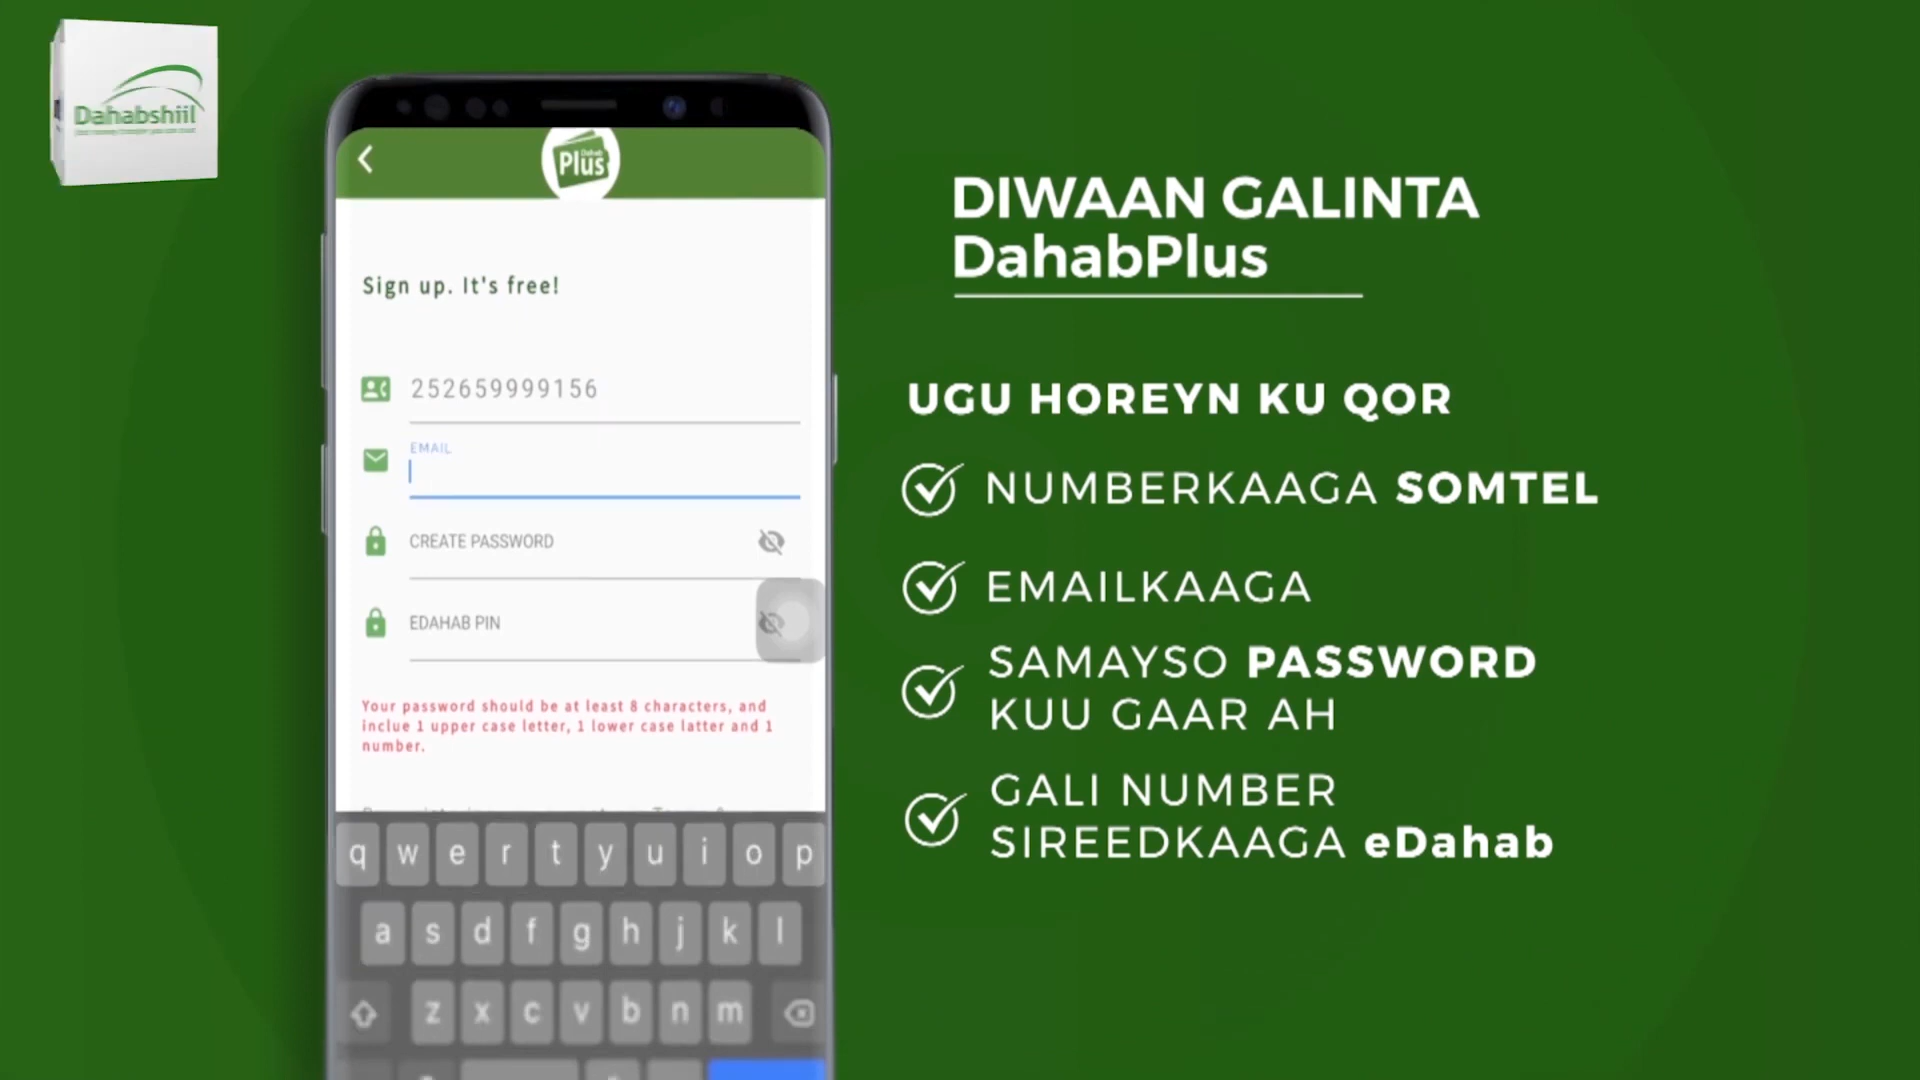 Dahabshiil
Dahab
Plus
Sign up. It's free!
252659999156
EMAIL
CREATE PASSWORD
EDAHAB PIN
Your password should be at least 8 characters, and
inclue 1 upper case letter, 1 lower case latter and 1
number.
q w e r t y u i o p
a s d f g h j k l
z x c v b n m
DIWAAN GALINTA
DahabPlus
UGU HOREYN KU QOR
NUMBERKAAGA SOMTEL
EMAILKAAGA
SAMAYSO PASSWORD
KUU GAAR AH
GALI NUMBER
SIREEDKAAGA eDahab